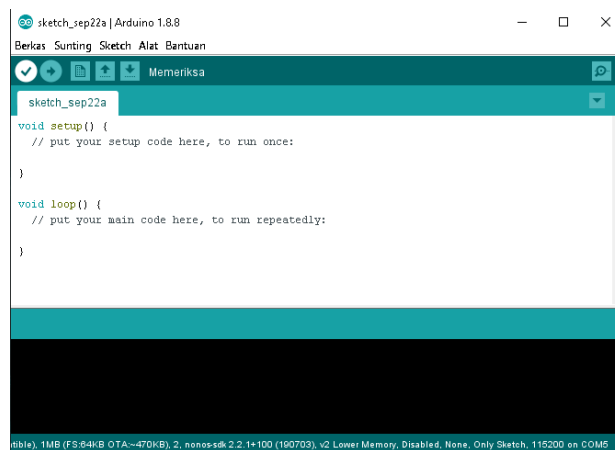 sketch_sep22a | Arduino 1.8.8
Berkas Sunting Sketch Alat Bantuan
Memeriksa
sketch_sep22a
void setup() {
// put your setup code here, to run once:
}
void loop() {
// put your main code here, to run repeatedly:
}
tible), 1MB (FS:64KB OTA:~470KB), 2, nonos-sdk 2.2.1+100 (190703), v2 Lower Memory, Disabled, None, Only Sketch, 115200 on COM5